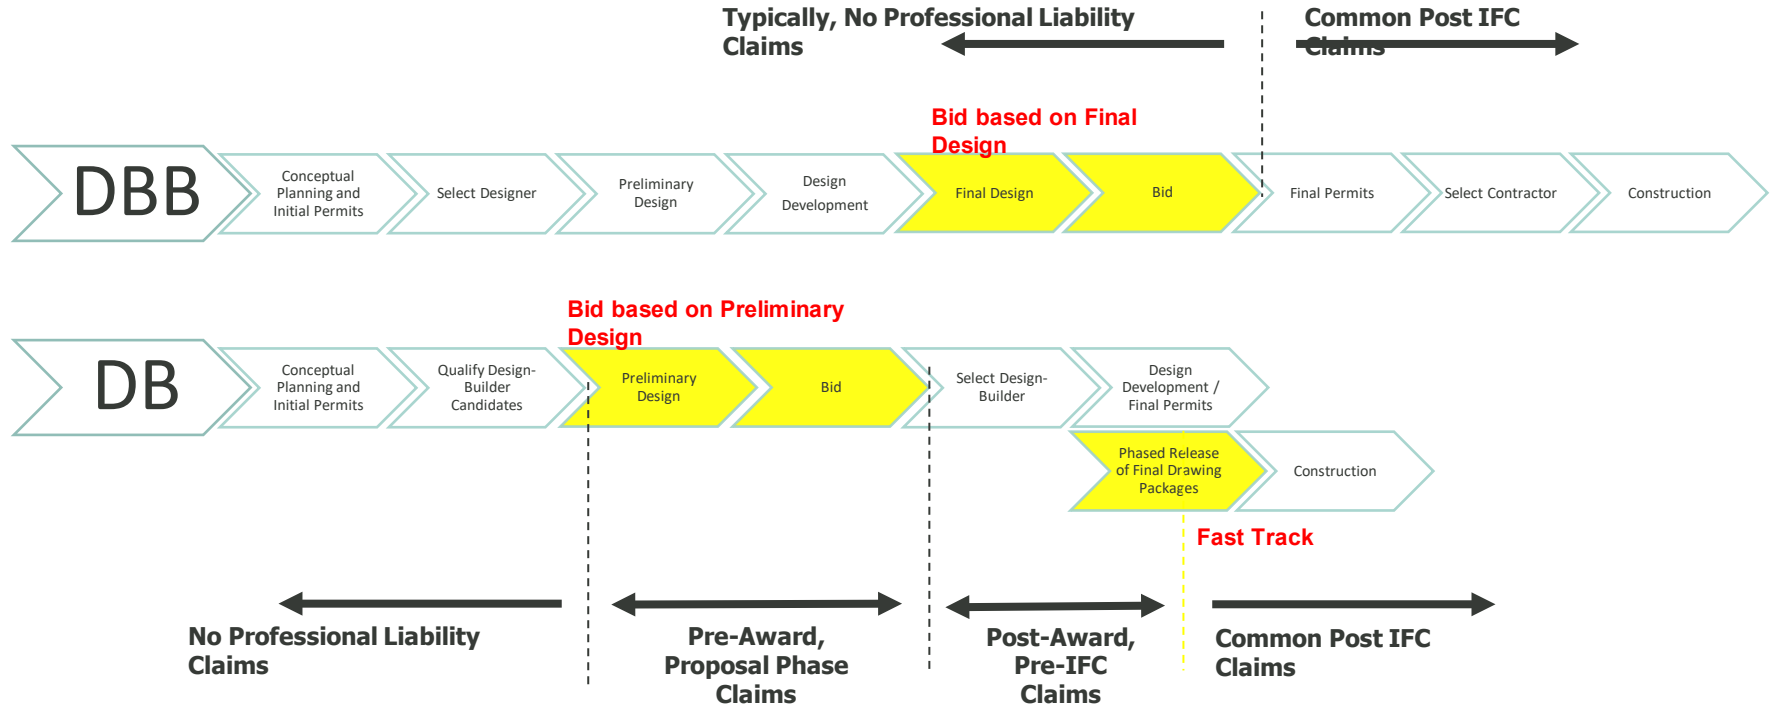 Typically, No Professional Liability
Claims
Common Post IFC
Claims
Bid based on Final
Design
DBB
Conceptual
Planning and
Initial Permits
Select Designer
Preliminary
Design
Design
Development
Final Design
Bid
Final Permits
Select Contractor
Construction
Bid based on Preliminary
Design
DB
Conceptual
Planning and
Initial Permits
Qualify Design-
Builder
Candidates
Preliminary
Design
Bid
Select Design-
Builder
Design
Development /
Final Permits
Phased Release
of Final Drawing
Packages
Construction
Fast Track
No Professional Liability
Claims
Pre-Award,
Proposal Phase
Claims
Post-Award,
Pre-IFC
Claims
Common Post IFC
Claims